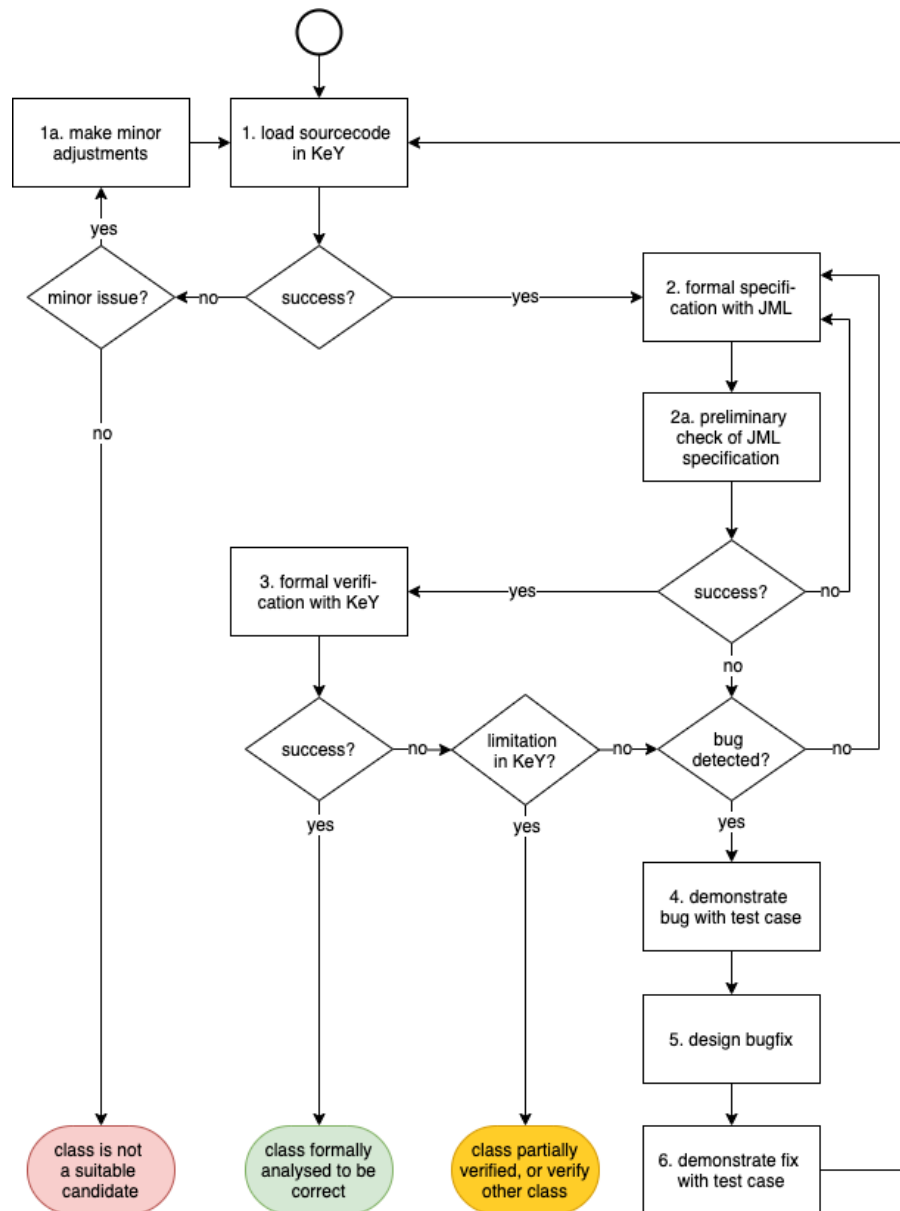 1a. make minor
adjustments
1. load sourcecode
in KeY
yes
minor issue?
no
success?
yes
2. formal specifi-
cation with JML
no
2a. preliminary
check of JML
specification
3. formal verifi-
cation with KeY
yes
success?
no
no
success?
no
limitation
in KeY?
no
bug
detected?
no
yes
yes
yes
4. demonstrate
bug with test case
5. design bugfix
class is not
a suitable
candidate
class formally
analysed to be
correct
class partially
verified, or verify
other class
6. demonstrate fix
with test case